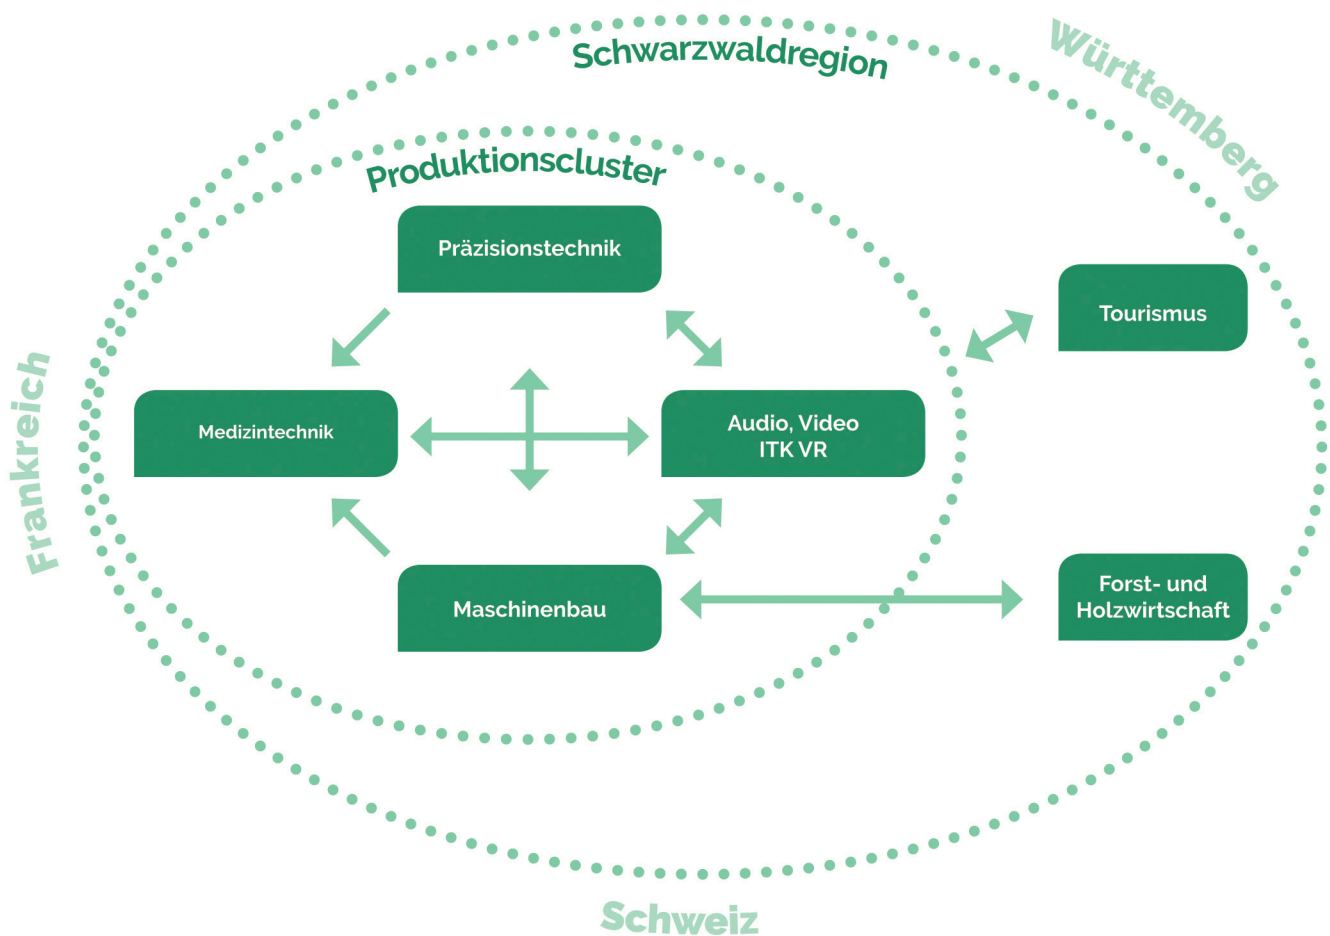 Schwarzwaldregion
Württemberg
Produktionscluster
Präzisionstechnik
Tourismus
Frankreich
Medizintechnik
Audio, Video
ITK VR
Maschinenbau
Forst- und
Holzwirtschaft
Schweiz